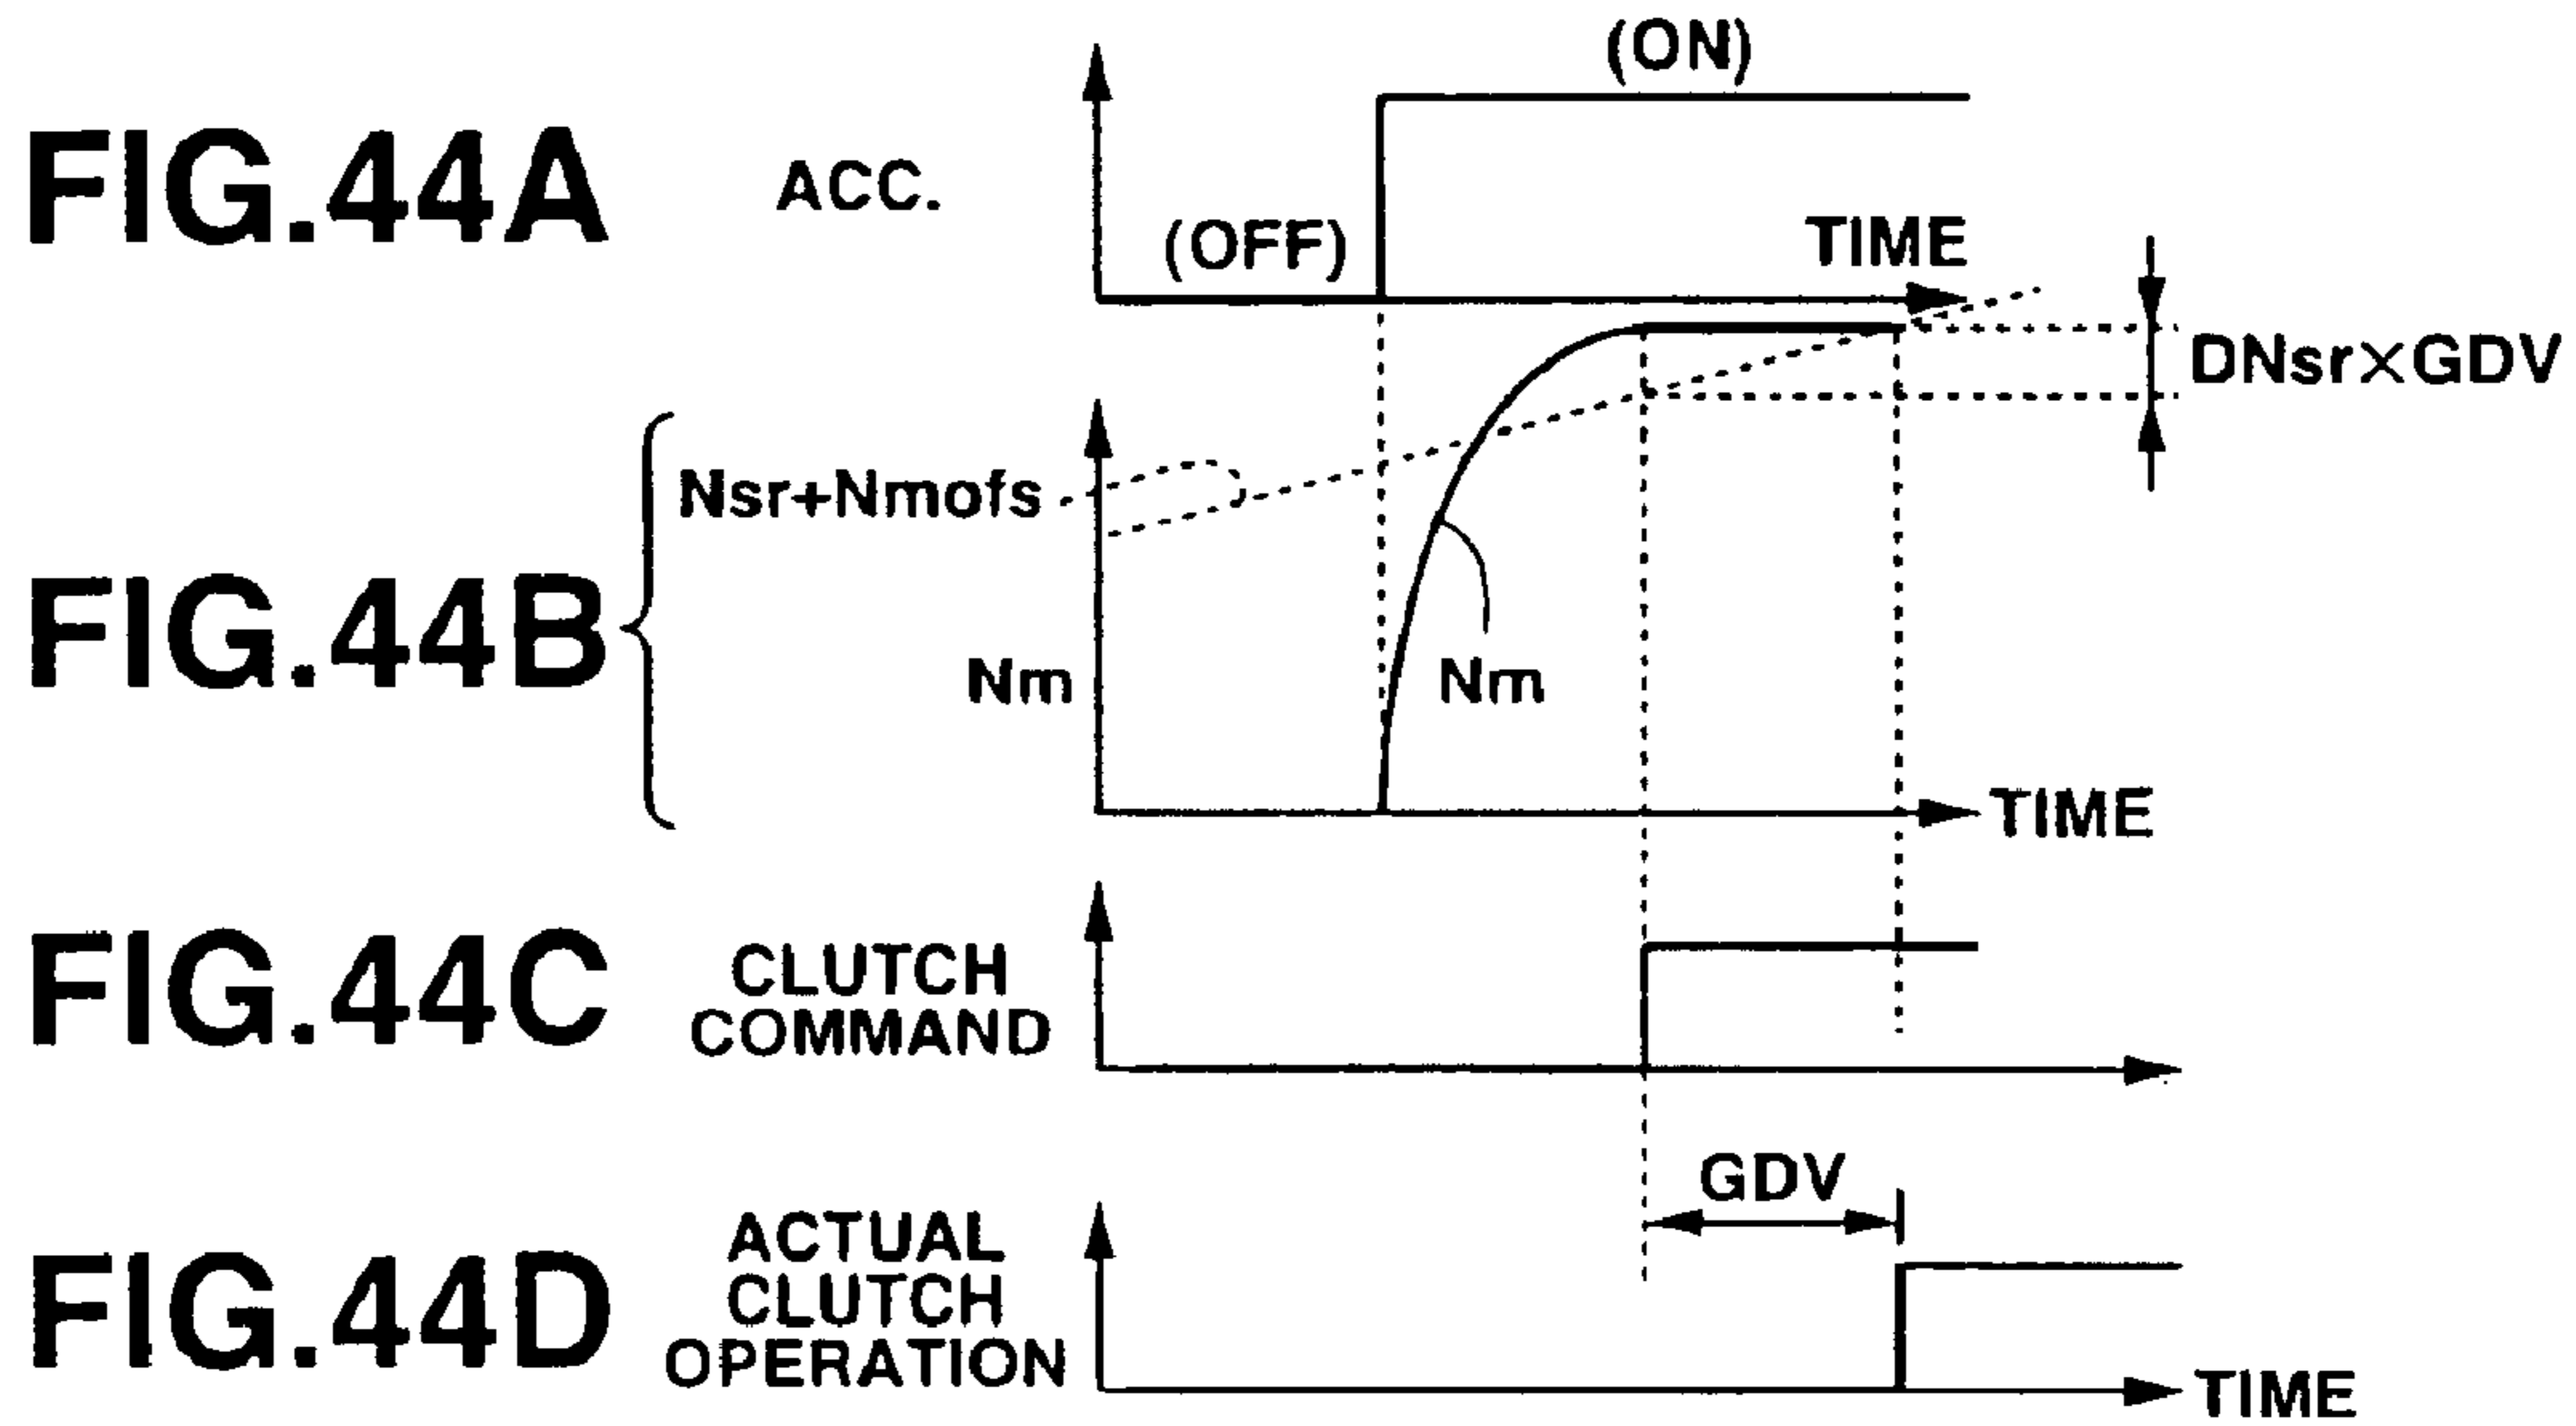 FIG.44A
ACC.
(ON)
(OFF)
TIME
DNsr×GDV
FIG.44B
Nsr+Nmofs
Nm
Nm
TIME
FIG.44C
CLUTCH
COMMAND
FIG.44D
ACTUAL
CLUTCH
OPERATION
GDV
TIME